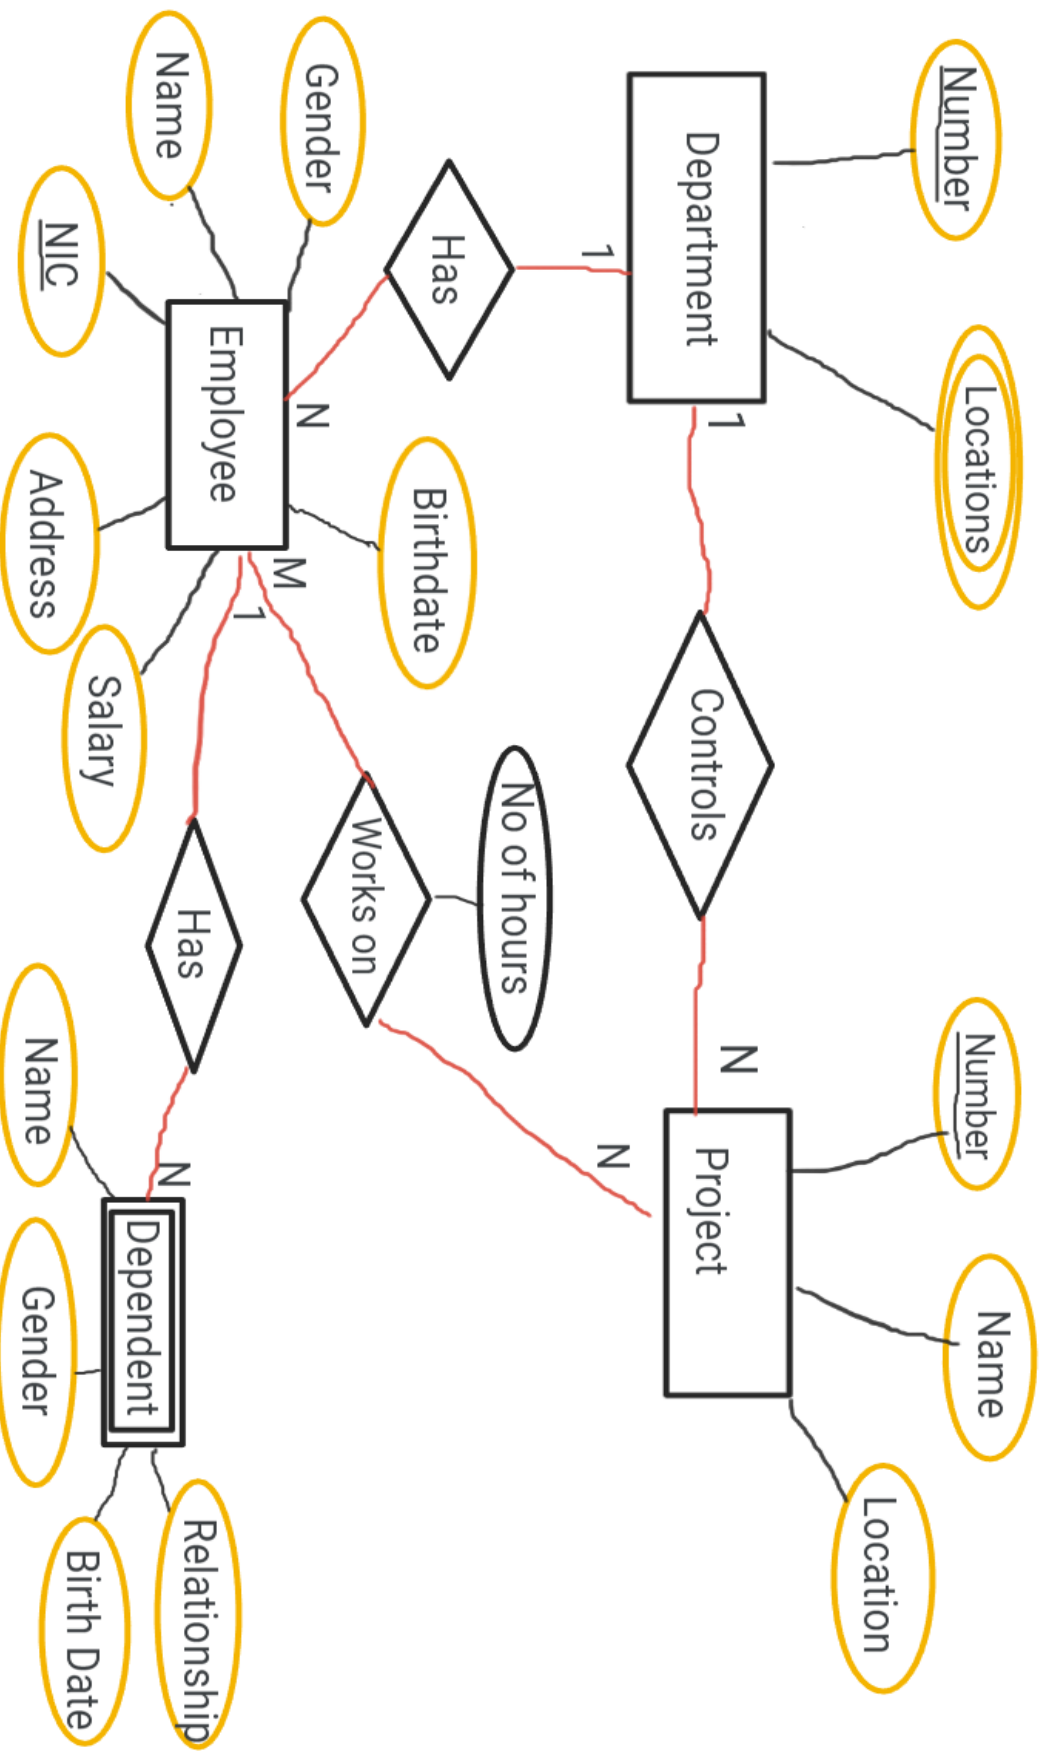 Number
Locations
Number
Name
Location
Department
1
Controls
N
Project
1
Has
N
Gender
Name
NIC
Employee
Birthdate
Address
Salary
M
1
No of hours
Works on
N
Has
N
Name
Dependent
Gender
Relationship
Birth Date